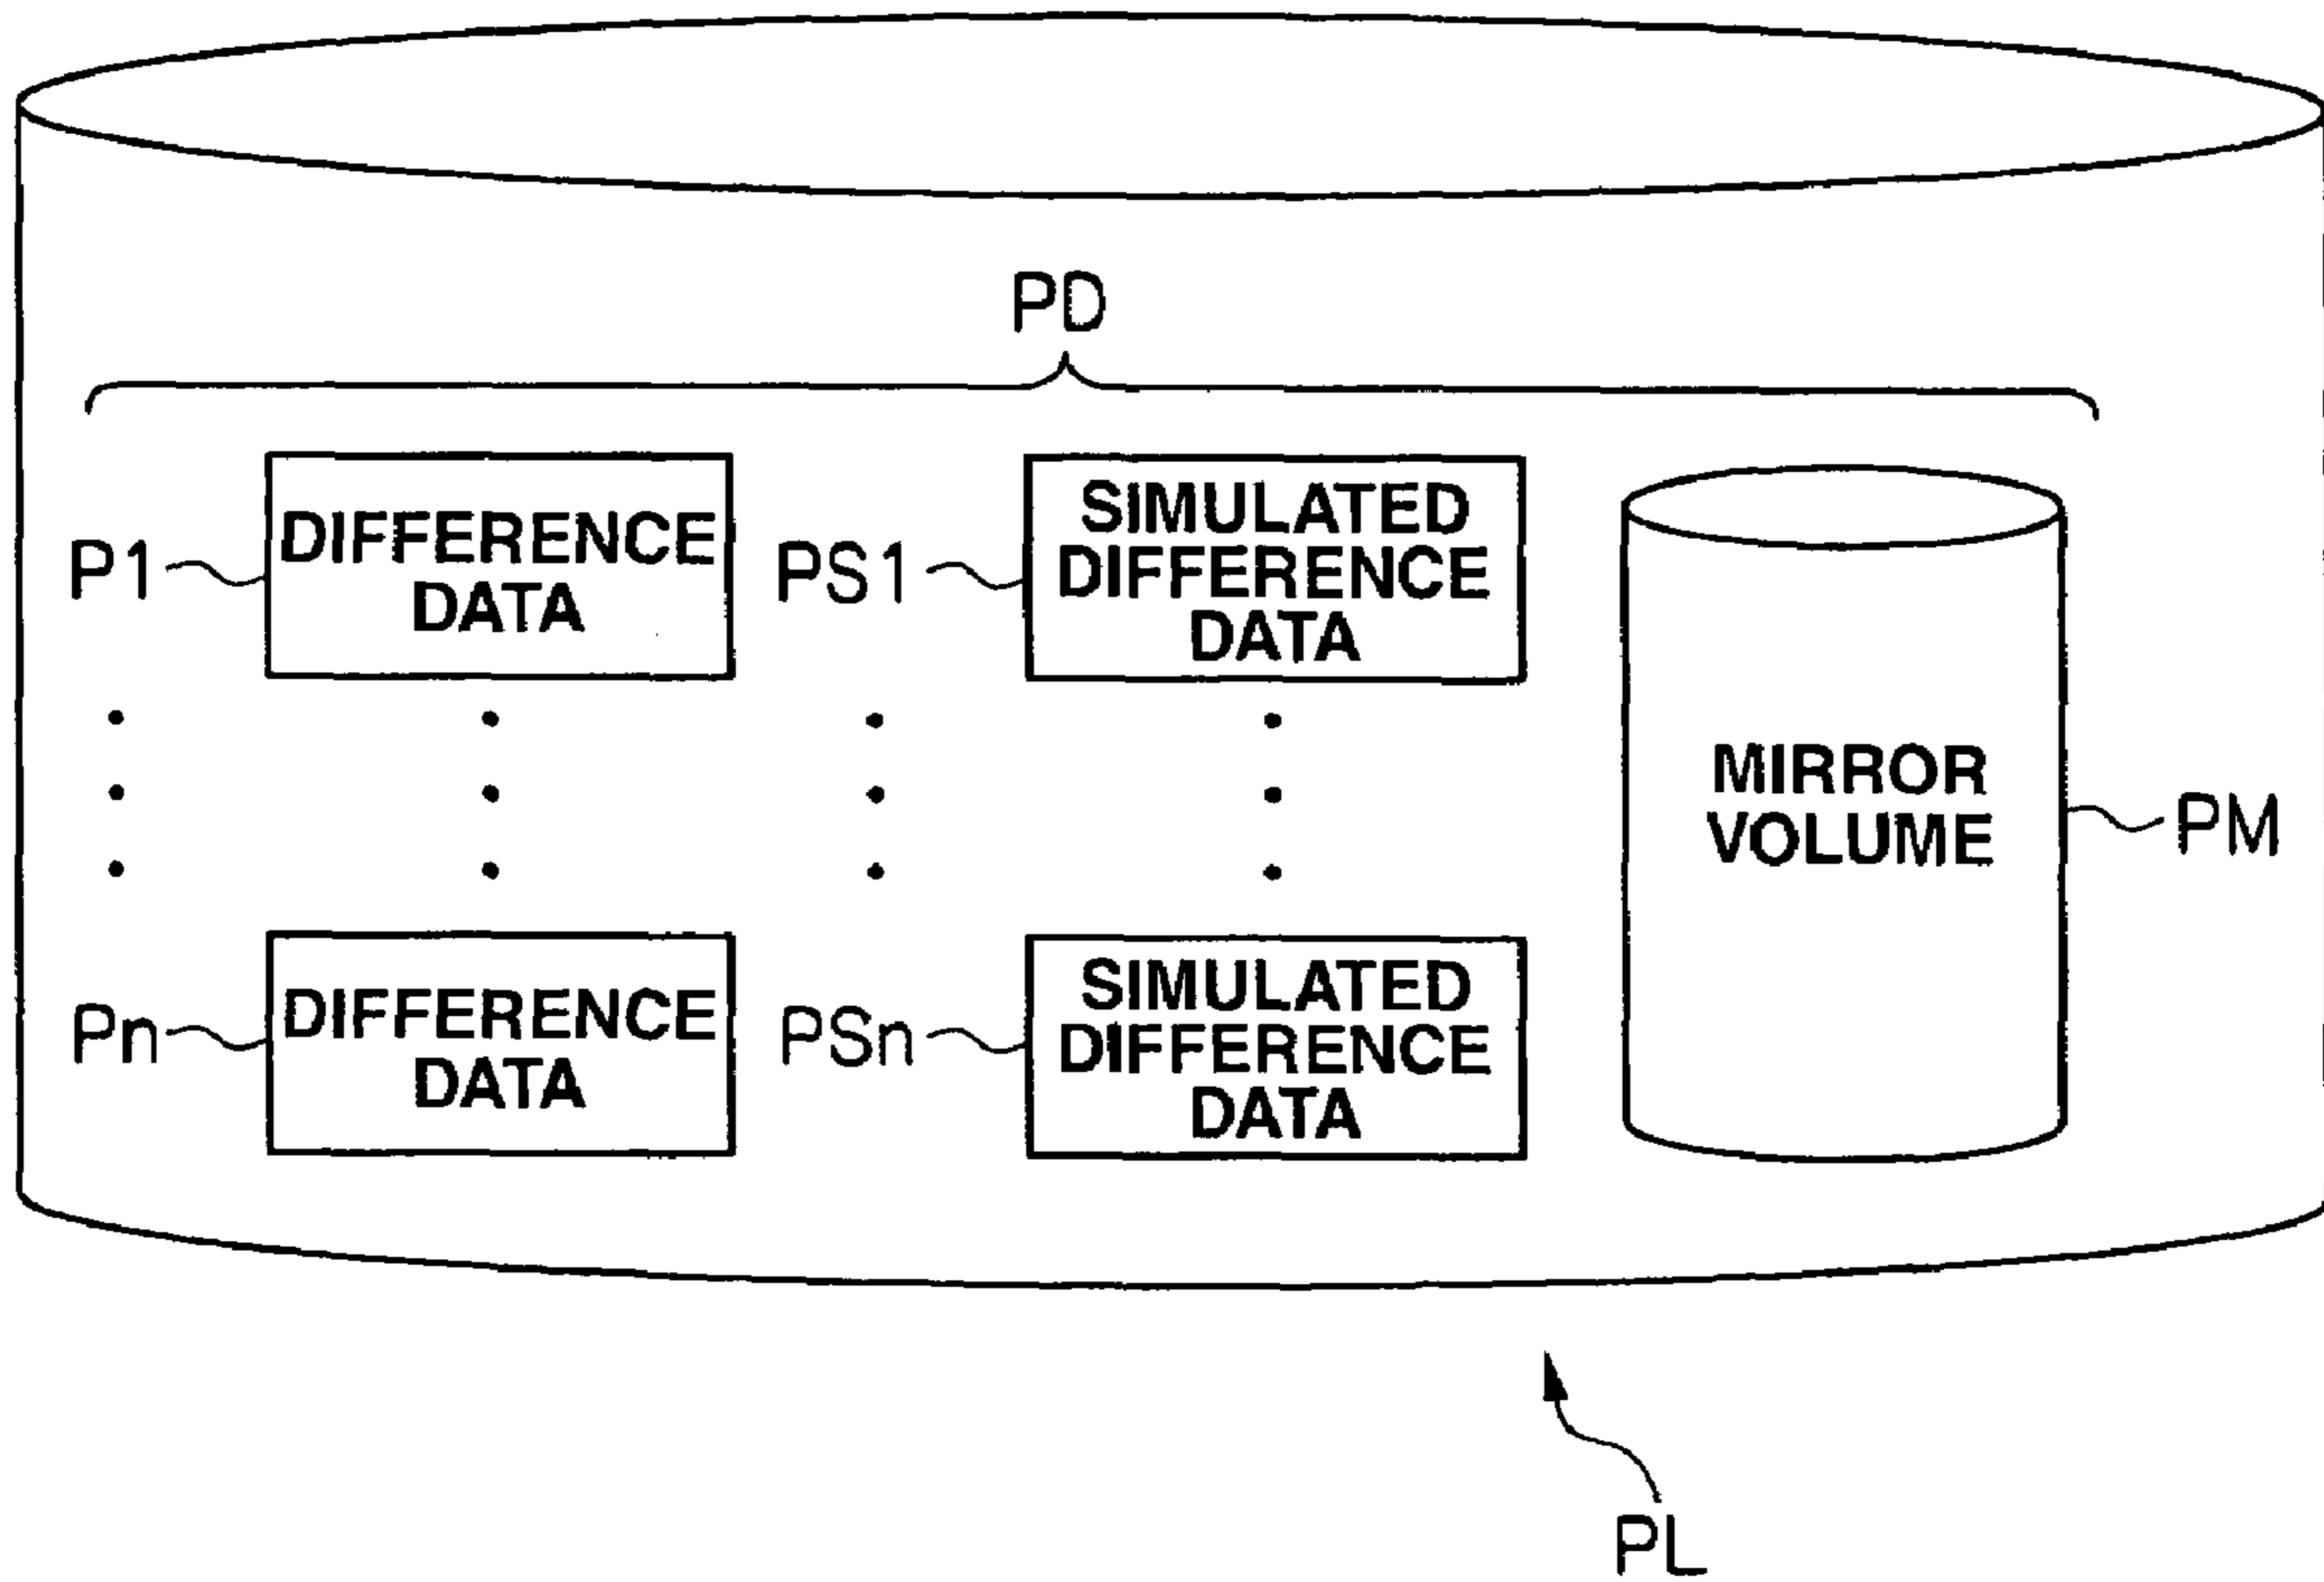 PD
P1
DIFFERENCE
DATA
PS1
SIMULATED
DIFFERENCE
DATA
MIRROR
VOLUME
PM
Pn
DIFFERENCE
DATA
PSn
SIMULATED
DIFFERENCE
DATA
PL